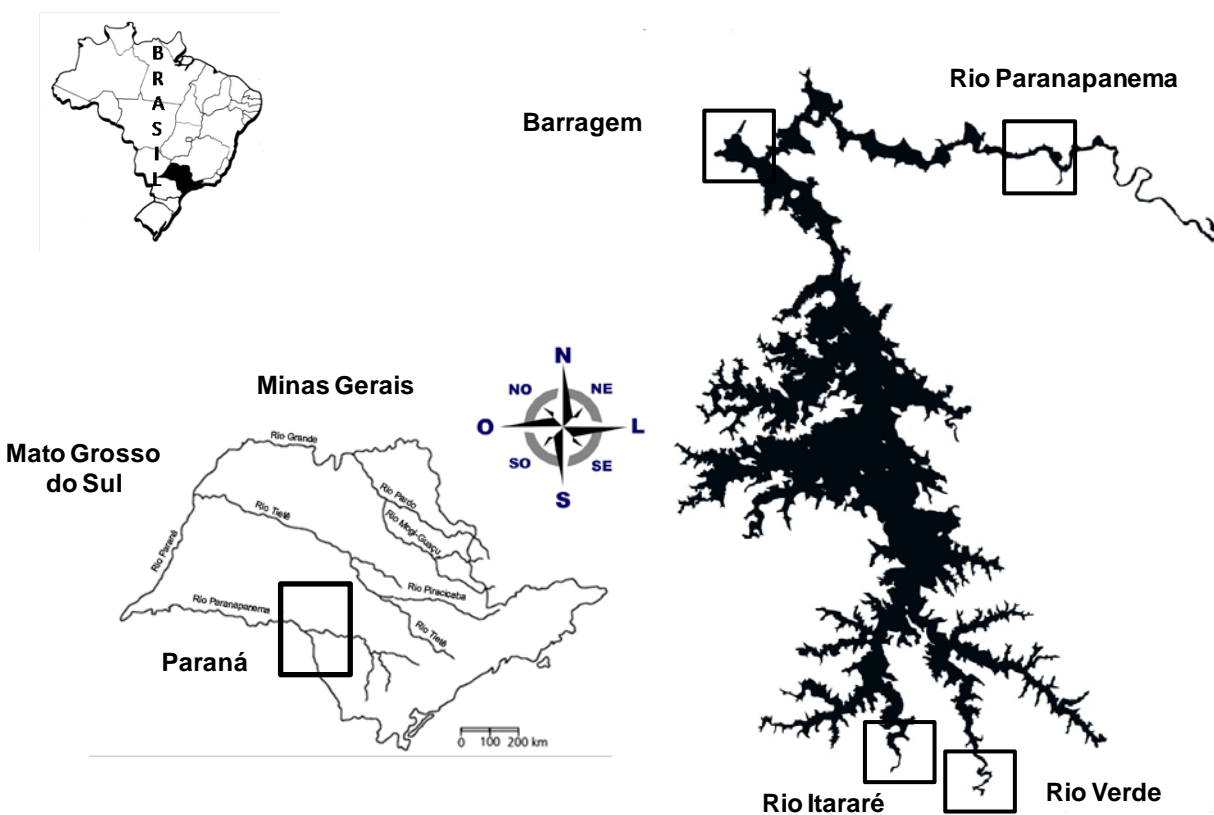 B
R
A
S
I
L
Rio Paranapanema
Barragem
Minas Gerais
Mato Grosso
do Sul
Rio Grande
Rio Pardo
Rio Mogi-Guaçu
Rio Tietê
Rio Paraná
Rio Piracicaba
Rio Paranapanema
Rio Tietê
Paraná
0 100 200 km
N
NO NE
O L
SO SE
S
Rio Itararé
Rio Verde